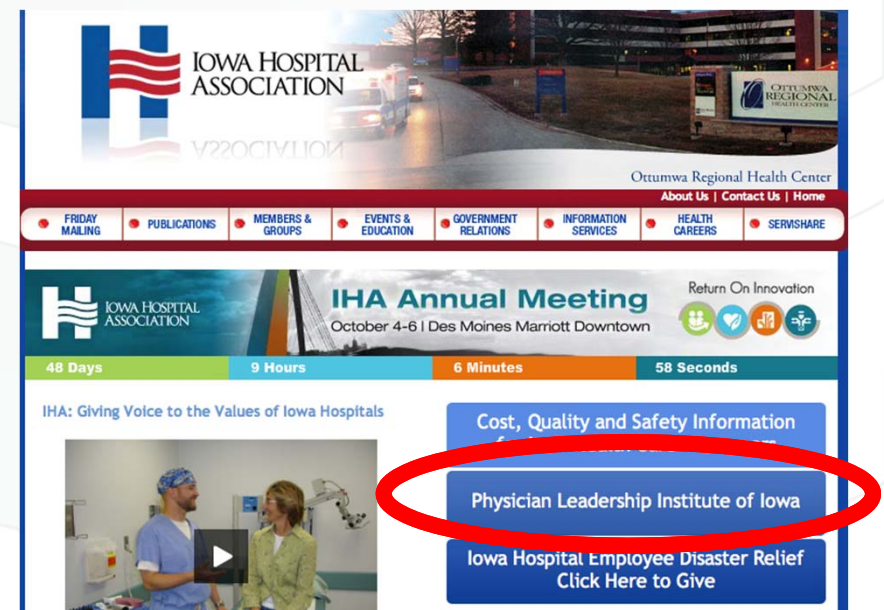 IOWA HOSPITAL
ASSOCIATION
OTTUMWA
REGIONAL
HEALTH CENTER
Ottumwa Regional Health Center
About Us | Contact Us | Home
FRIDAY
MAILING
PUBLICATIONS
MEMBERS &
GROUPS
EVENTS &
EDUCATION
GOVERNMENT
RELATIONS
INFORMATION
SERVICES
HEALTH
CAREERS
SERVISHARE
IOWA HOSPITAL
ASSOCIATION
IHA Annual Meeting
October 4-6 I Des Moines Marriott Downtown
Return On Innovation
48 Days
9 Hours
6 Minutes
58 Seconds
IHA: Giving Voice to the Values of Iowa Hospitals
Cost, Quality and Safety Information
Physician Leadership Institute of Iowa
Iowa Hospital Employee Disaster Relief
Click Here to Give